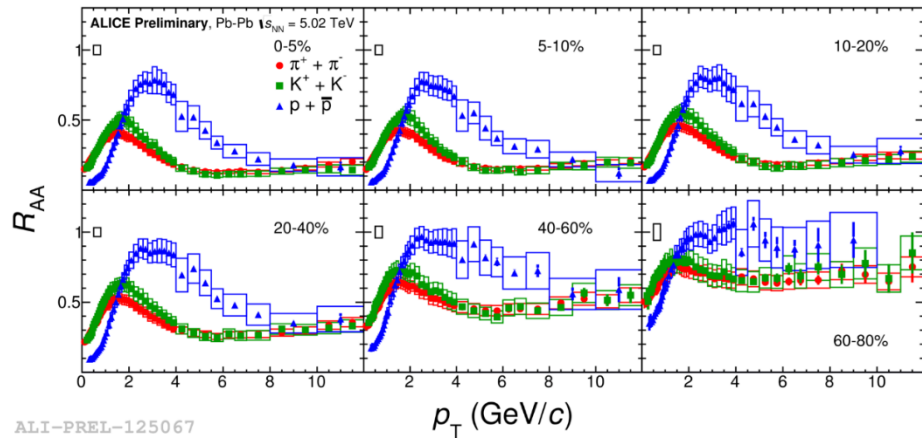 ALICE Preliminary, Pb-Pb √sNN = 5.02 TeV
0-5%
π+ + π-
K+ + K-
p + p̅
5-10%
10-20%
1
0.5
RAA
20-40%
40-60%
60-80%
1
0.5
0 2 4 6 8 10 2 4 6 8 10 2 4 6 8 10
pT (GeV/c)
ALI-PREL-125067